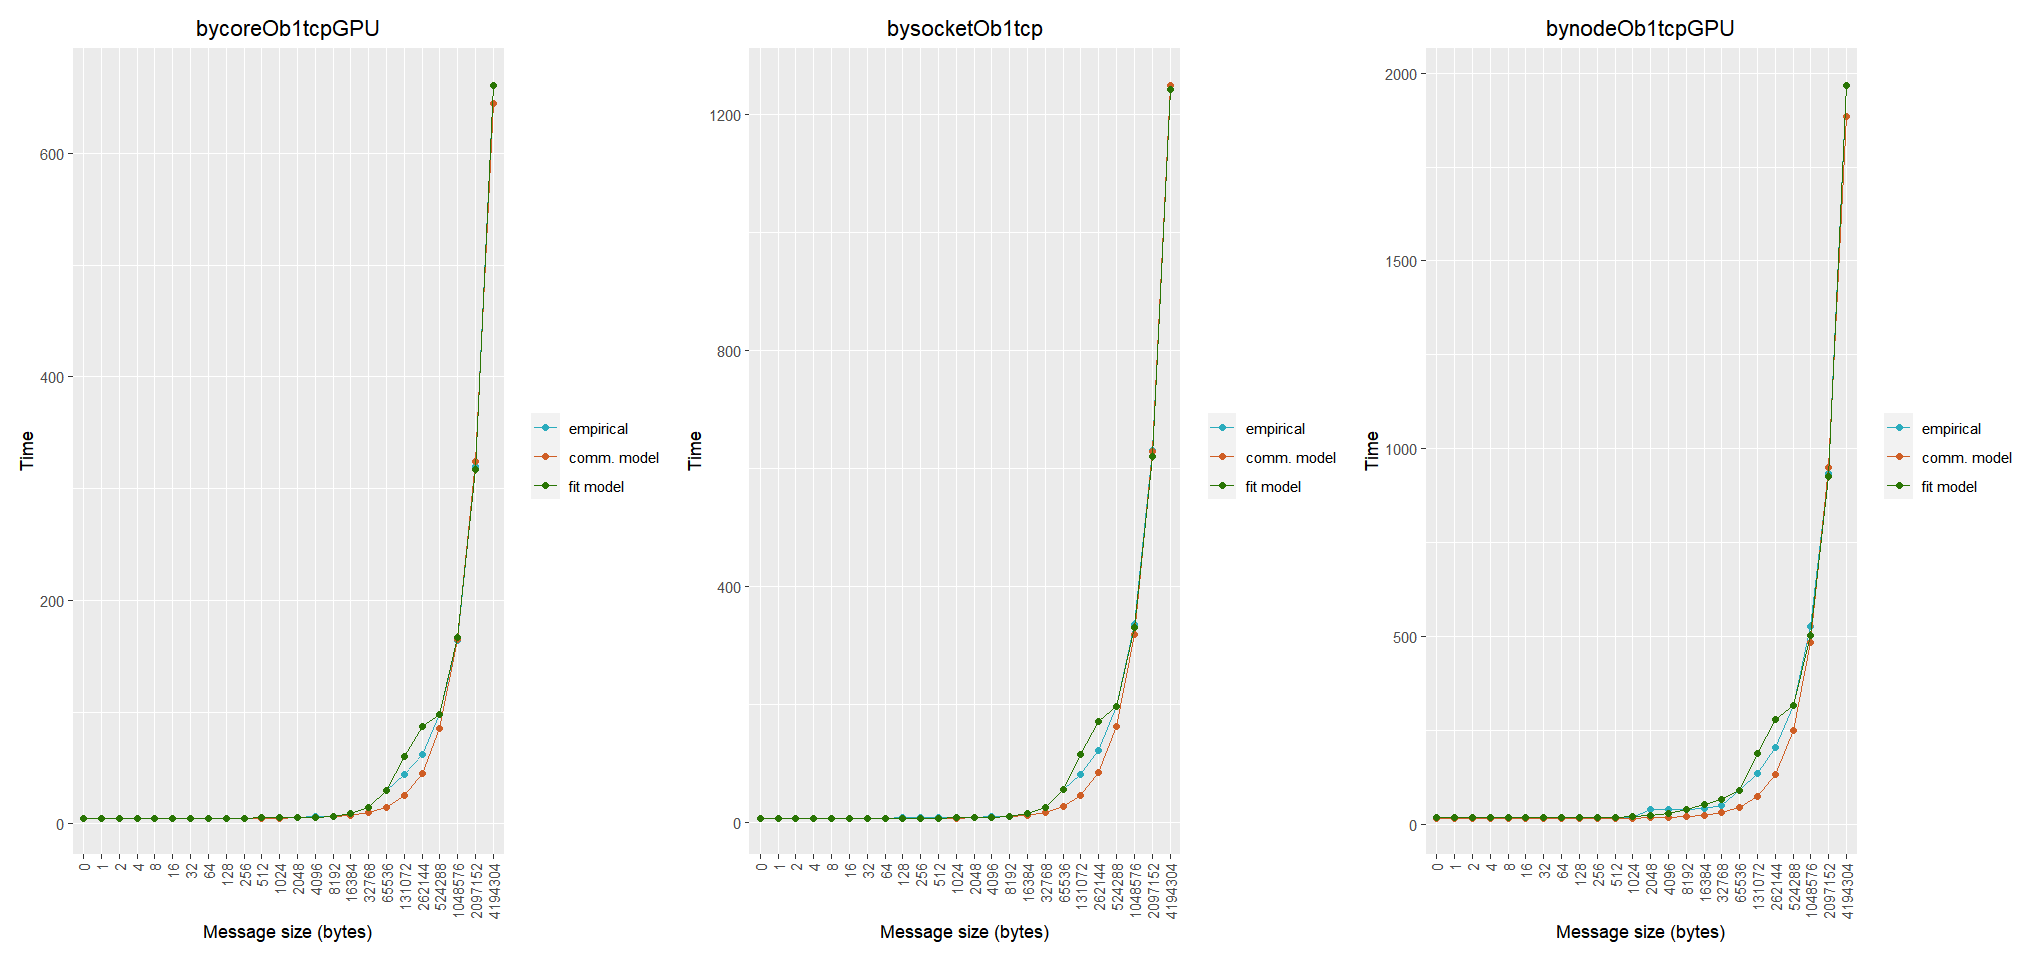 bycoreOb1tcpGPU
Time
600
400
200
0
0 1 2 4 8 16 32 64 128 256 512 1024 2048 4096 8192 16384 32768 65536 131072 262144 524288 1048576 2097152 4194304
Message size (bytes)
empirical
comm. model
fit model
bysocketOb1tcp
Time
1200
800
400
0
0 1 2 4 8 16 32 64 128 256 512 1024 2048 4096 8192 16384 32768 65536 131072 262144 524288 1048576 2097152 4194304
Message size (bytes)
empirical
comm. model
fit model
bynodeOb1tcpGPU
Time
2000
1500
1000
500
0
0 1 2 4 8 16 32 64 128 256 512 1024 2048 4096 8192 16384 32768 65536 131072 262144 524288 1048576 2097152 4194304
Message size (bytes)
empirical
comm. model
fit model